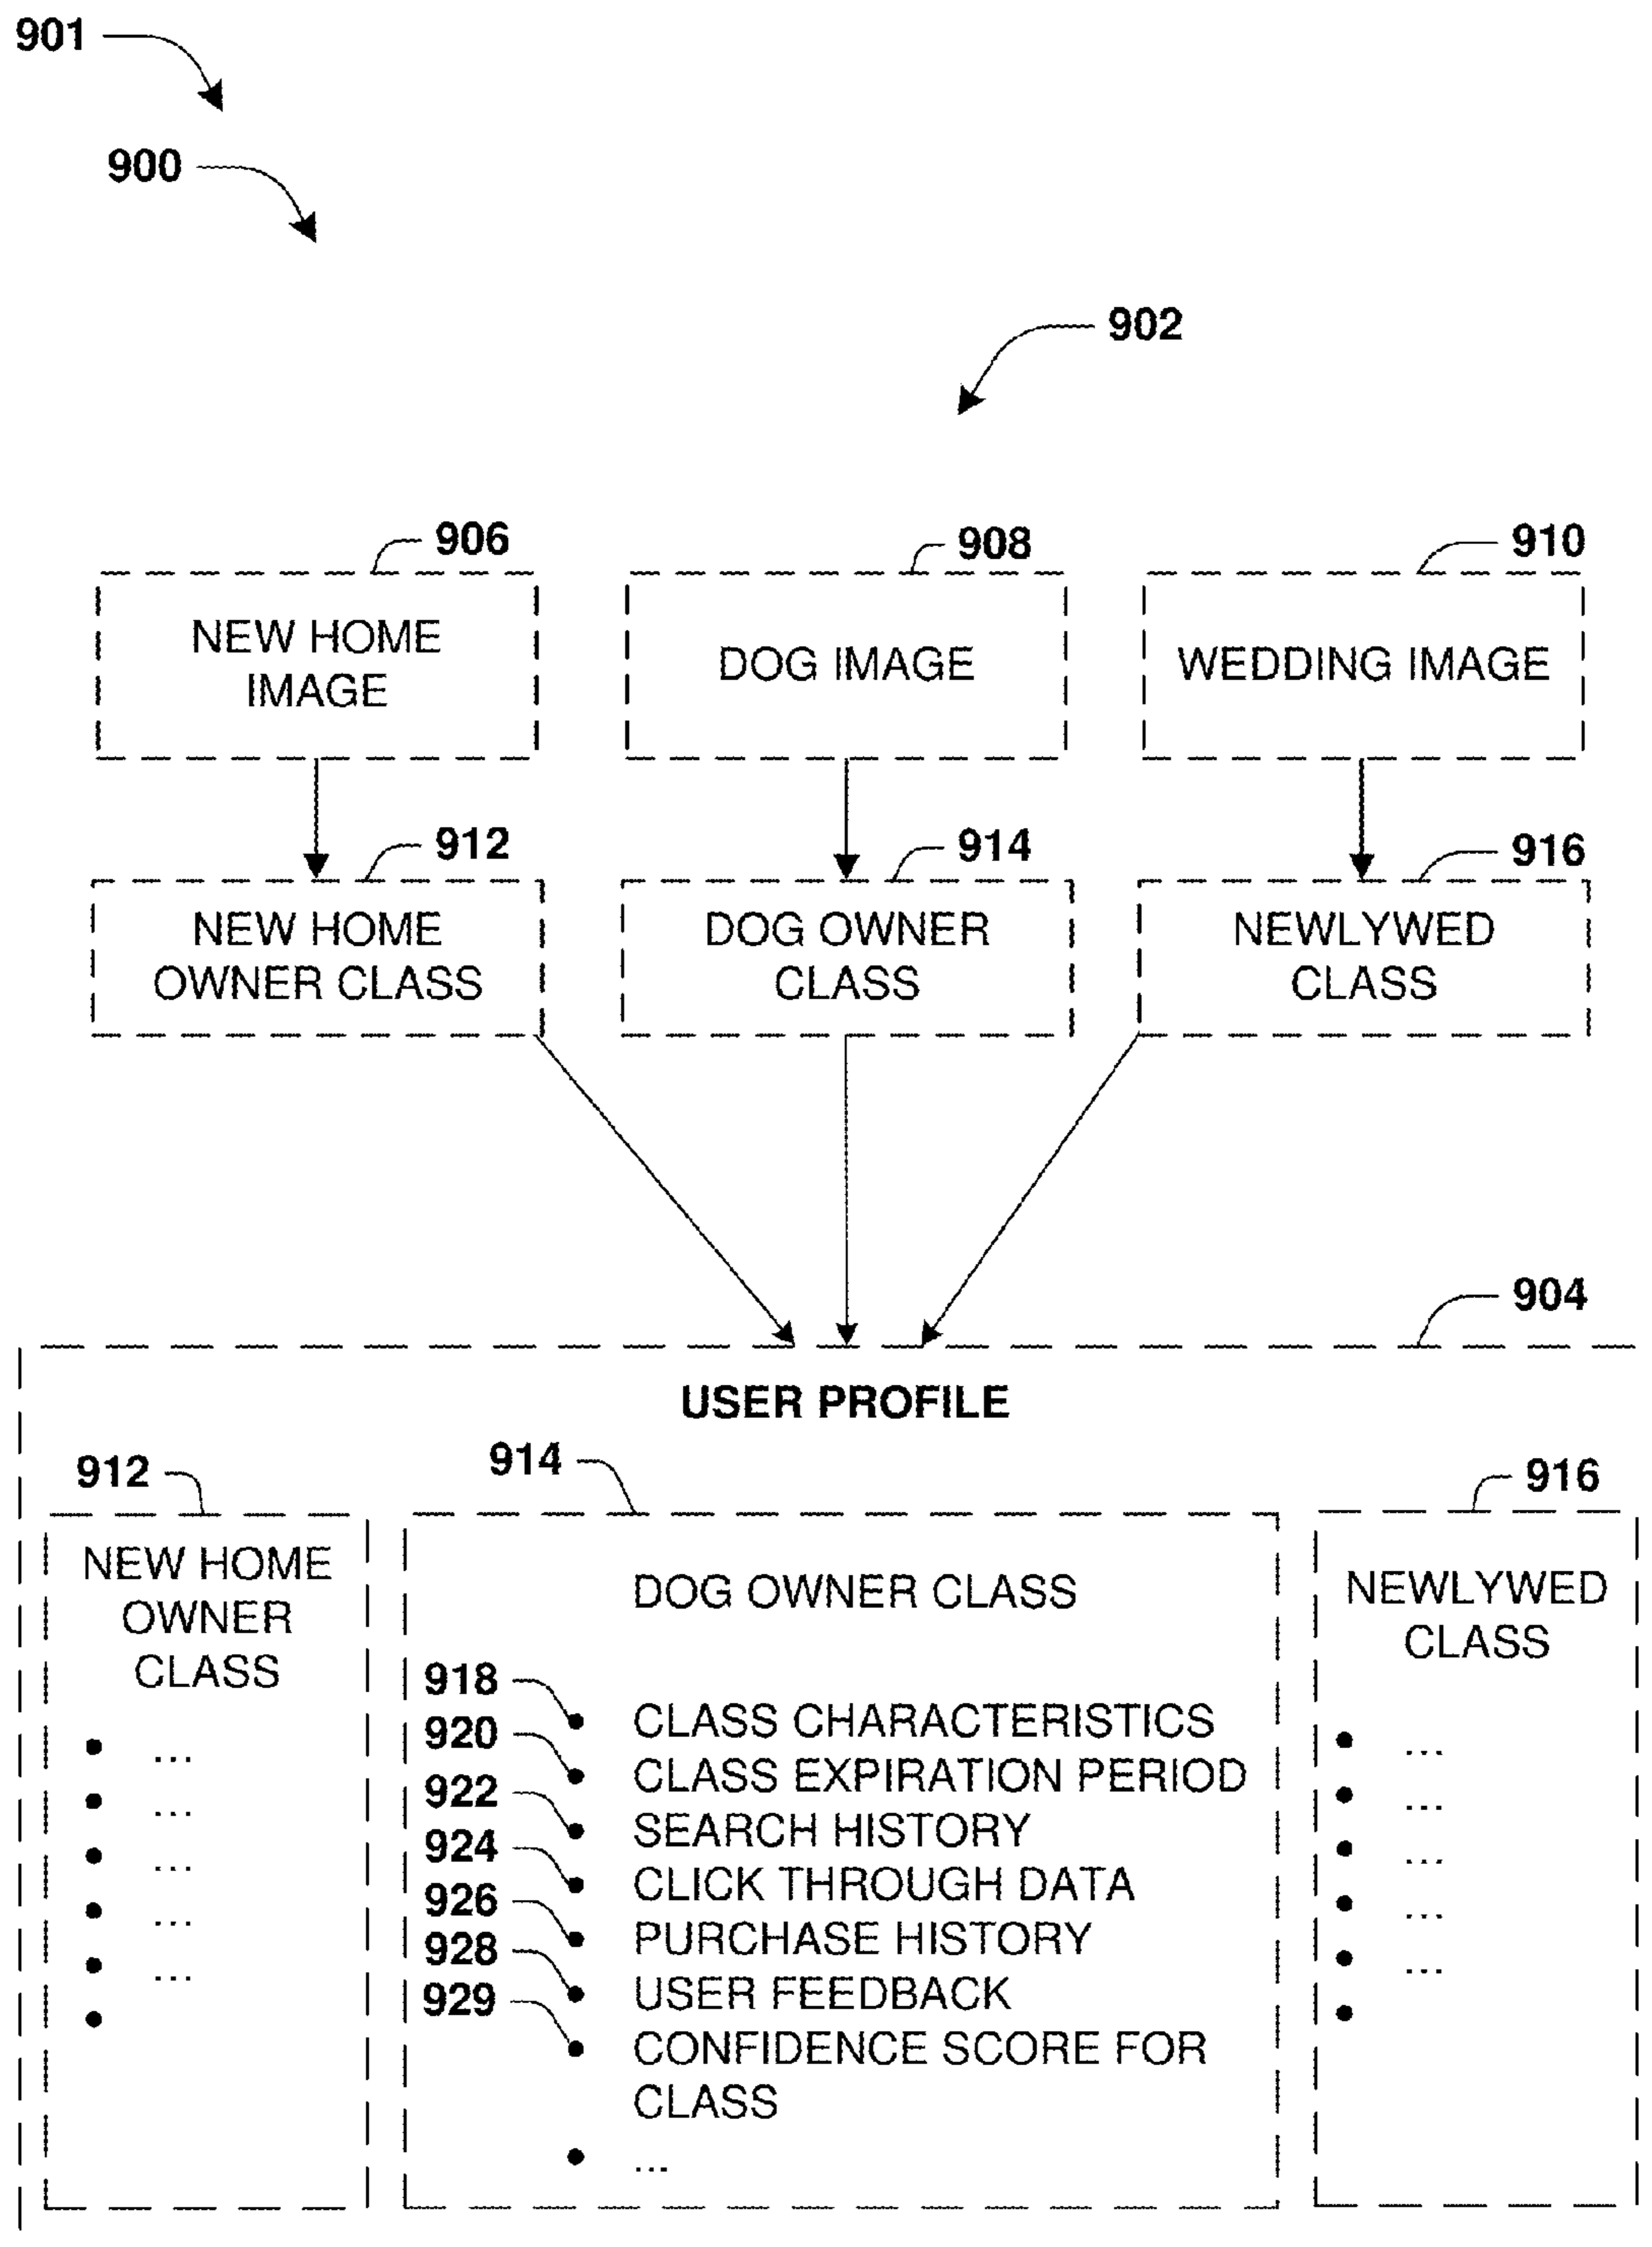 901
900
902
906
908
910
NEW HOME
IMAGE
DOG IMAGE
WEDDING IMAGE
912
914
916
NEW HOME
OWNER CLASS
DOG OWNER
CLASS
NEWLYWED
CLASS
904
USER PROFILE
912
914
916
NEW HOME
OWNER
CLASS
• ...
• ...
• ...
• ...
• ...
•
DOG OWNER CLASS
918 • CLASS CHARACTERISTICS
920 • CLASS EXPIRATION PERIOD
922 • SEARCH HISTORY
924 • CLICK THROUGH DATA
926 • PURCHASE HISTORY
928 • USER FEEDBACK
929 • CONFIDENCE SCORE FOR
CLASS
• ...
NEWLYWED
CLASS
• ...
• ...
• ...
• ...
• ...
•